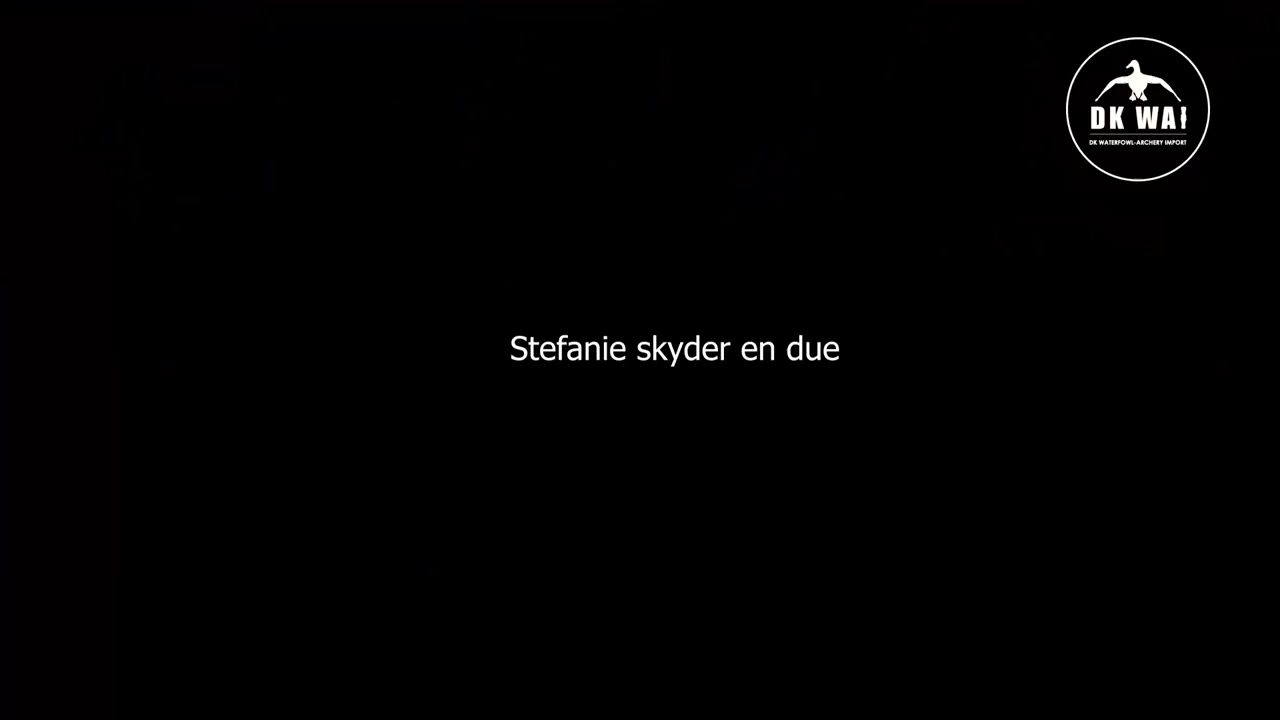 DK WAI
DK WATERFOWL-ARCHERY IMPORT
Stefanie skyder en due